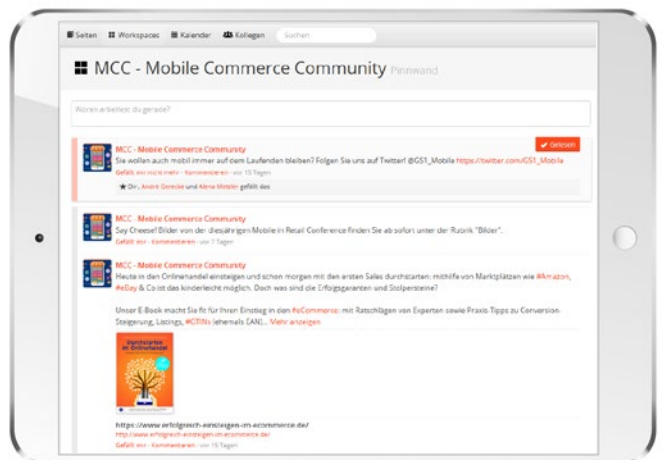 Seiten Workspaces Kalender Kollegen Suchen
MCC - Mobile Commerce Community Pinnwand
Woran arbeitest du gerade?
Gelesen
MCC - Mobile Commerce Community
Sie wollen auch mobil immer auf dem Laufenden bleiben? Folgen Sie uns auf Twitter! @GS1_Mobile https://twitter.com/GS1_Mobile
Gefällt mir nicht mehr - Kommentieren - vor 15 Tagen
Dir, André Gerecke und Alena Metzler gefällt das
MCC - Mobile Commerce Community
Say Cheese! Bilder von der diesjährigen Mobile in Retail Conference finden Sie ab sofort unter der Rubrik "Bilder".
Gefällt mir - Kommentieren - vor 7 Tagen
MCC - Mobile Commerce Community
Heute in den Onlinehandel einsteigen und schon morgen mit den ersten Sales durchstarten: mithilfe von Marktplätzen wie #Amazon,
#eBay & Co ist das kinderleicht möglich. Doch was sind die Erfolgsgaranten und Stolpersteine?
Unser E-Book macht Sie fit für Ihren Einstieg in den #eCommerce: mit Ratschlägen von Experten sowie Praxis-Tipps zu Conversion-
Steigerung, Listings, #GTINs (ehemals EAN)... Mehr anzeigen
Durchstarten
im Onlinehandel
https://www.erfolgreich-einsteigen-im-ecommerce.de/
http://www.erfolgreich-einsteigen-im-ecommerce.de/
Gefällt mir - Kommentieren - vor 15 Tagen